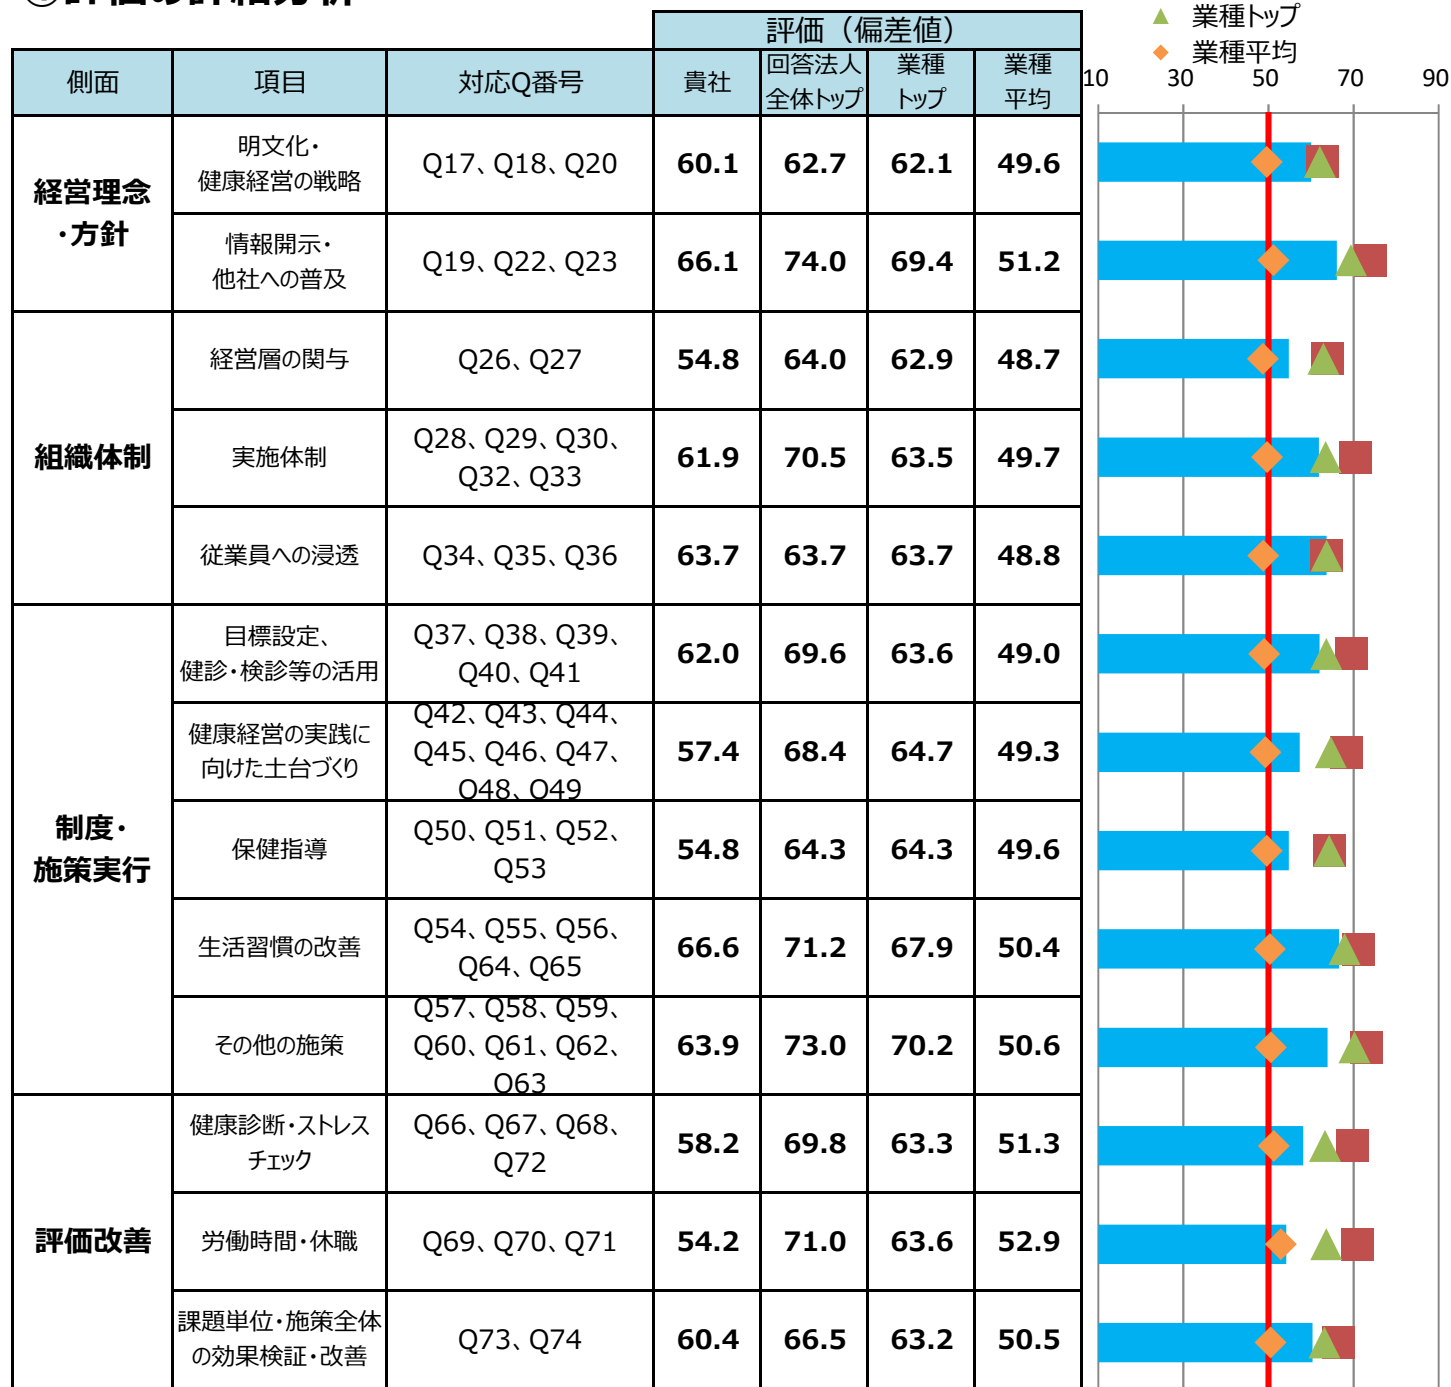 ①評価の詳細分析
評価（偏差値）
業種トップ
業種平均
側面 項目 対応Q番号 貴社 回答法人全体トップ 業種トップ 業種平均
10 30 50 70 90
経営理念・方針
明文化・健康経営の戦略 Q17、Q18、Q20 60.1 62.7 62.1 49.6
情報開示・他社への普及 Q19、Q22、Q23 66.1 74.0 69.4 51.2
組織体制
経営層の関与 Q26、Q27 54.8 64.0 62.9 48.7
実施体制 Q28、Q29、Q30、Q32、Q33 61.9 70.5 63.5 49.7
従業員への浸透 Q34、Q35、Q36 63.7 63.7 63.7 48.8
制度・施策実行
目標設定、健診・検診等の活用 Q37、Q38、Q39、Q40、Q41 62.0 69.6 63.6 49.0
健康経営の実践に向けた土台づくり Q42、Q43、Q44、Q45、Q46、Q47、Q48、Q49 57.4 68.4 64.7 49.3
保健指導 Q50、Q51、Q52、Q53 54.8 64.3 64.3 49.6
生活習慣の改善 Q54、Q55、Q56、Q64、Q65 66.6 71.2 67.9 50.4
その他の施策 Q57、Q58、Q59、Q60、Q61、Q62、Q63 63.9 73.0 70.2 50.6
評価改善
健康診断・ストレスチェック Q66、Q67、Q68、Q72 58.2 69.8 63.3 51.3
労働時間・休職 Q69、Q70、Q71 54.2 71.0 63.6 52.9
課題単位・施策全体の効果検証・改善 Q73、Q74 60.4 66.5 63.2 50.5